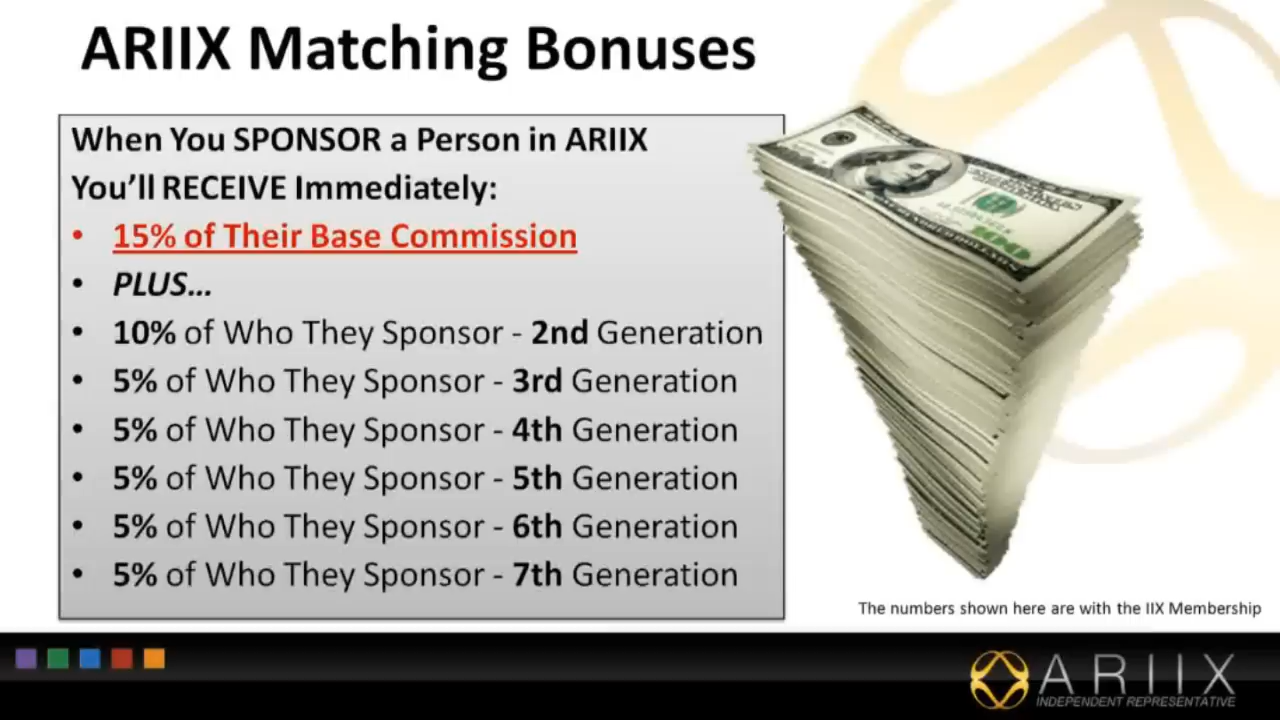 ARIIX Matching Bonuses
When You SPONSOR a Person in ARIIX
You'll RECEIVE Immediately:
• 15% of Their Base Commission
• PLUS...
• 10% of Who They Sponsor - 2nd Generation
• 5% of Who They Sponsor - 3rd Generation
• 5% of Who They Sponsor - 4th Generation
• 5% of Who They Sponsor - 5th Generation
• 5% of Who They Sponsor - 6th Generation
• 5% of Who They Sponsor - 7th Generation
100
The numbers shown here are with the IIX Membership
ARIIX
INDEPENDENT REPRESENTATIVE